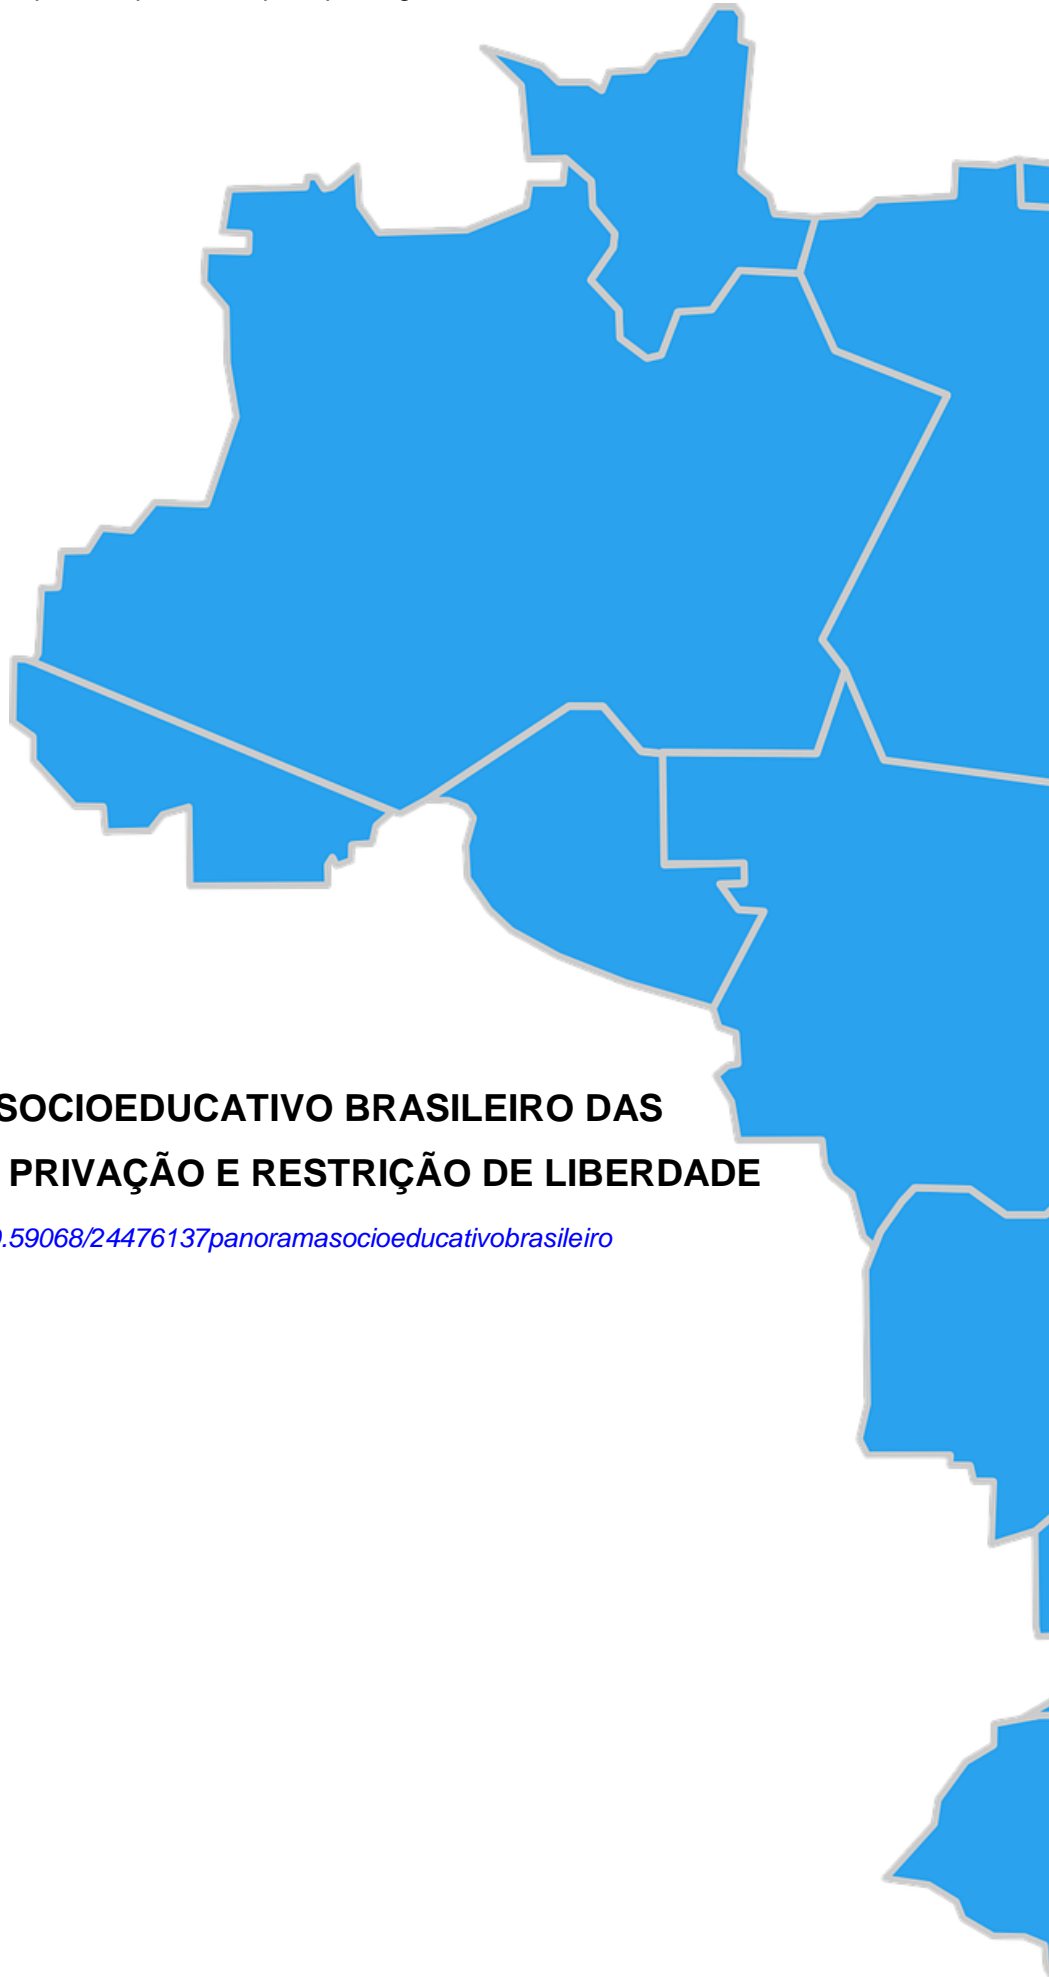 SOCIOEDUCATIVO BRASILEIRO DAS
PRIVAÇÃO E RESTRIÇÃO DE LIBERDADE
.59068/24476137panoramasocioeducativobrasileiro